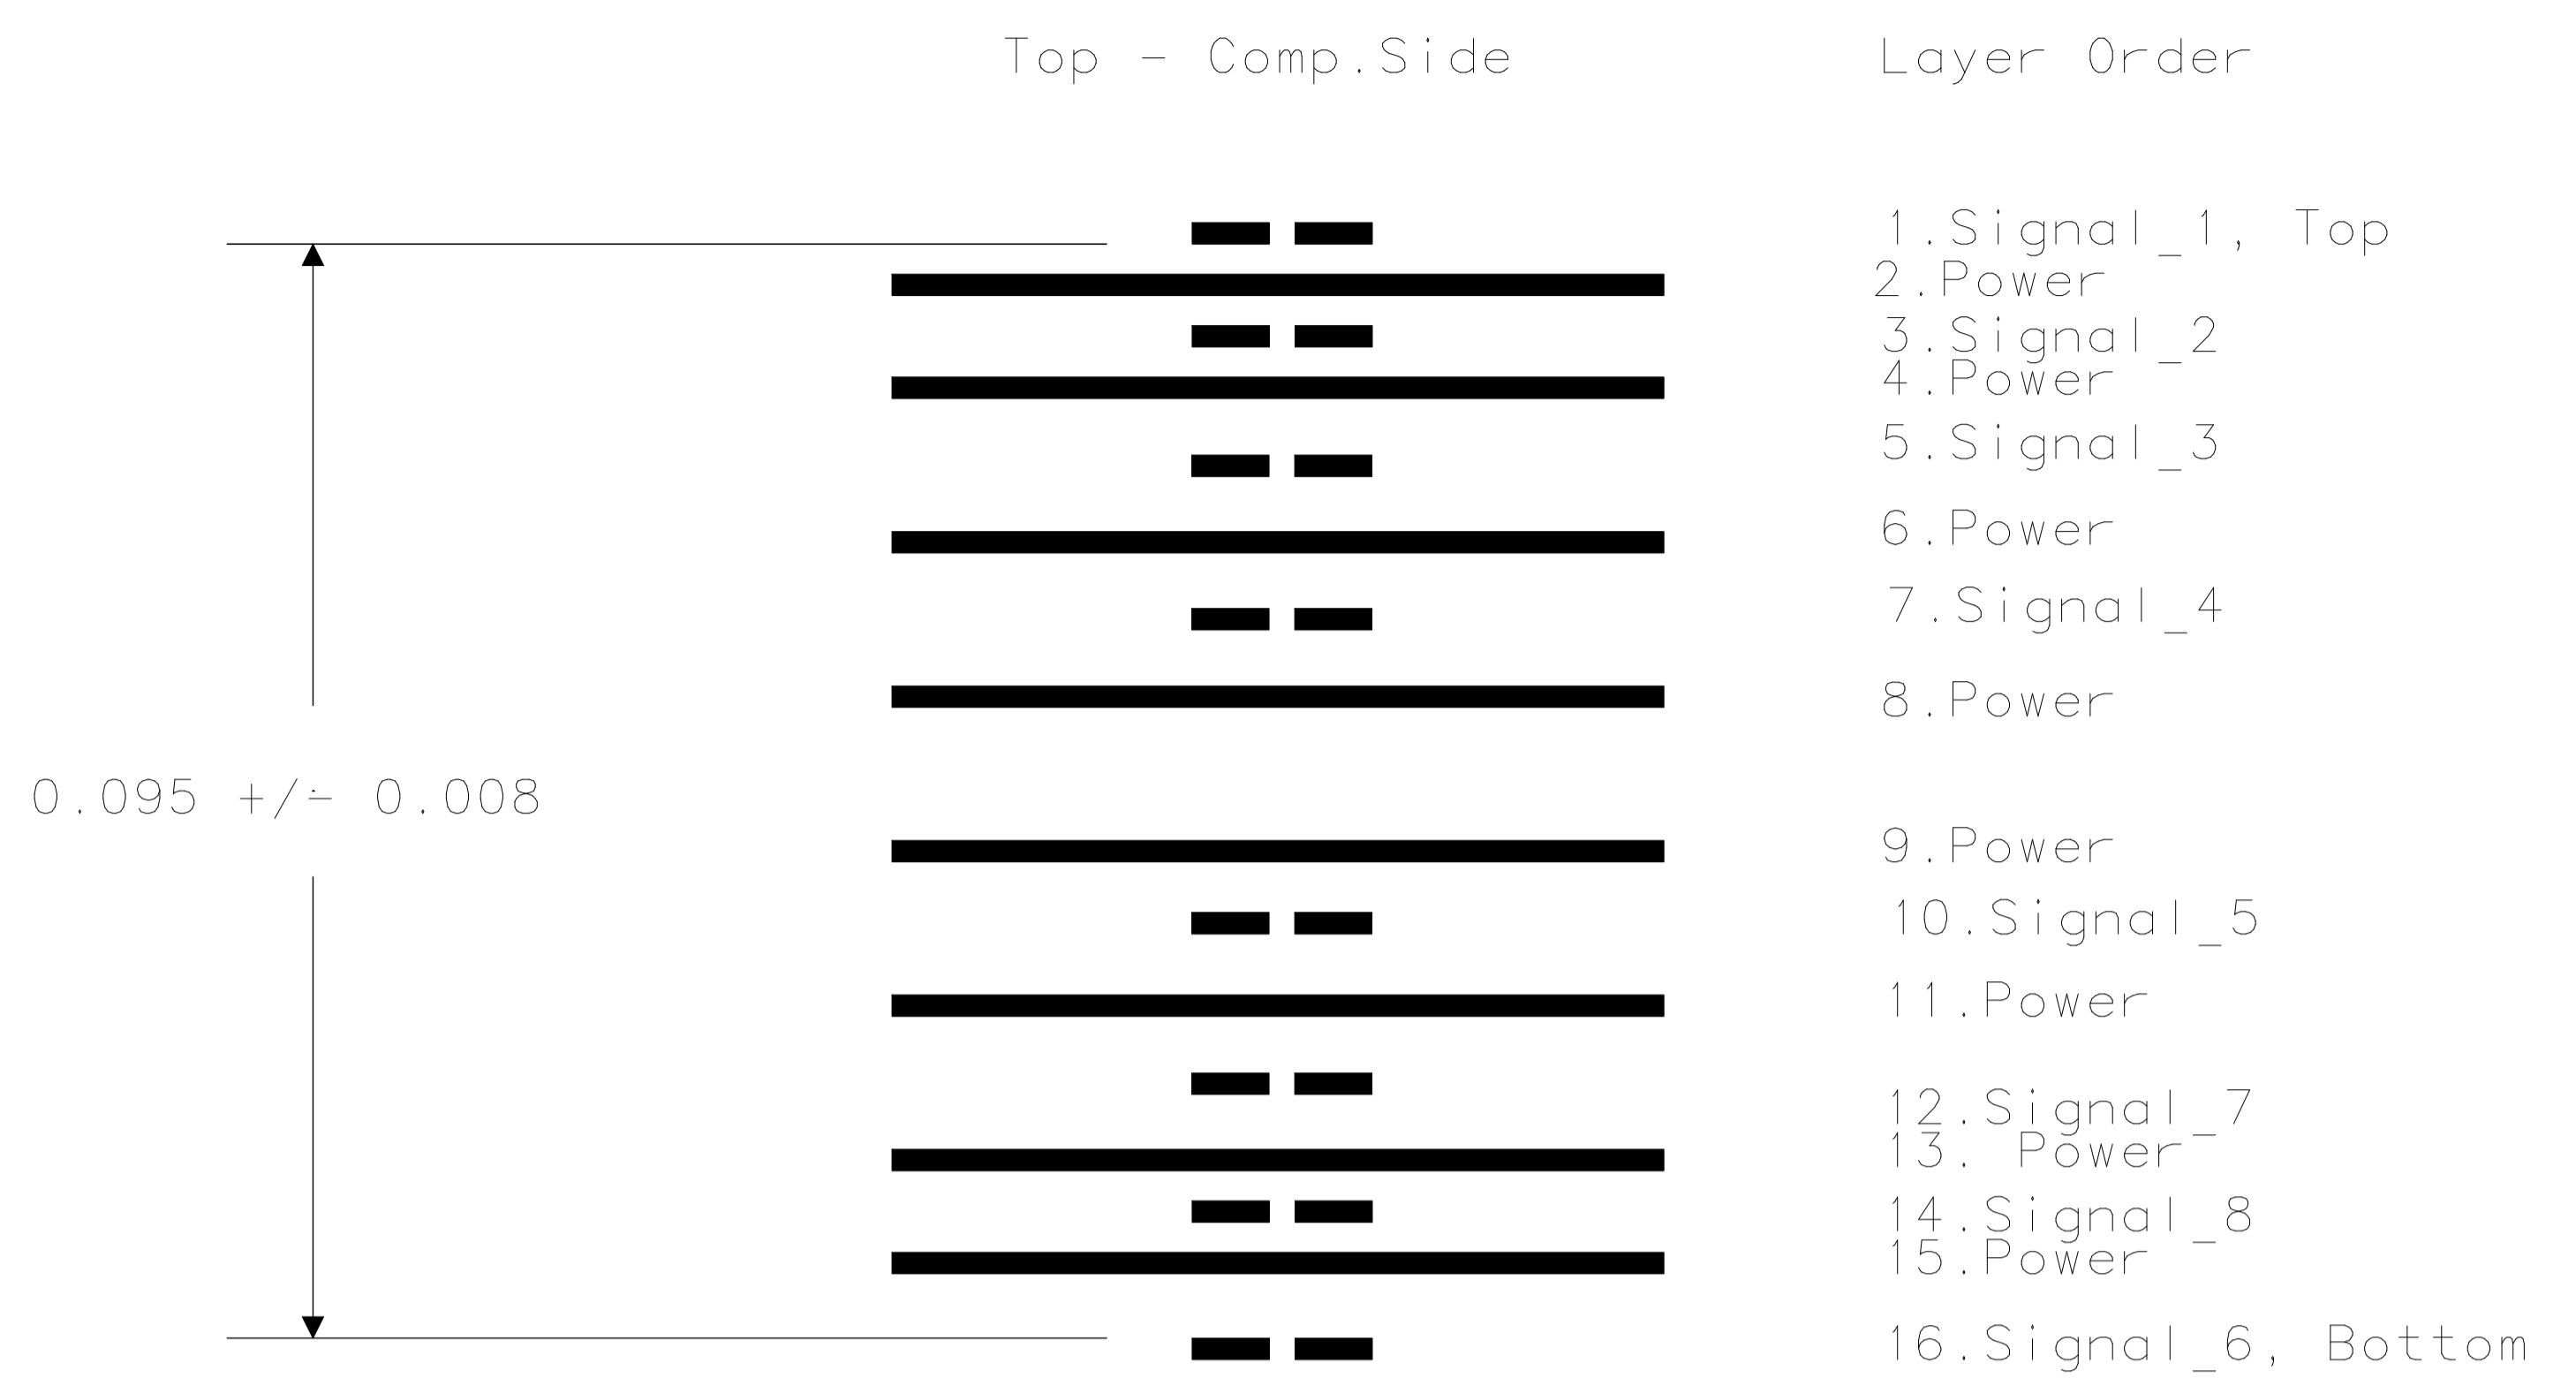 Top - Comp.Side
Layer Order
1.Signal_1, Top
2.Power
3.Signal_2
4.Power
5.Signal_3
6.Power
7.Signal_4
8.Power
0.095 +/- 0.008
9.Power
10.Signal_5
11.Power
12.Signal_7
13. Power
14.Signal_8
15.Power
16.Signal_6, Bottom